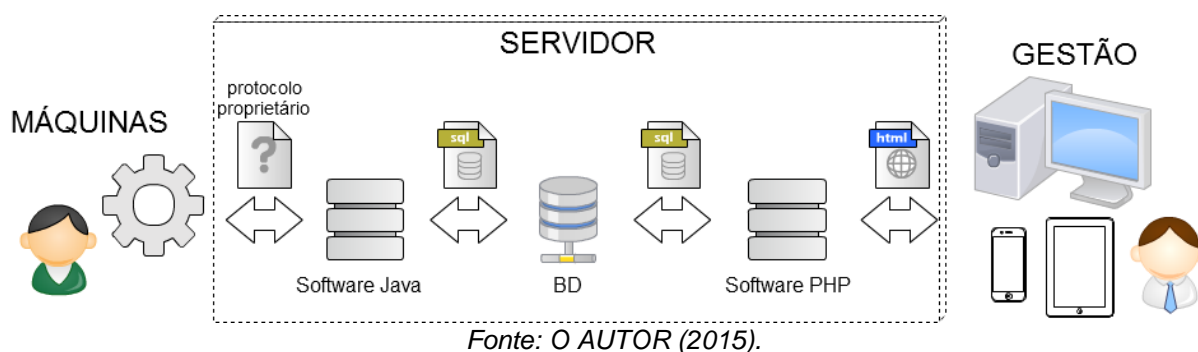 SERVIDOR
GESTÃO
MÁQUINAS
protocolo
proprietário
?
sql
sql
html
Software Java
BD
Software PHP
Fonte: O AUTOR (2015).